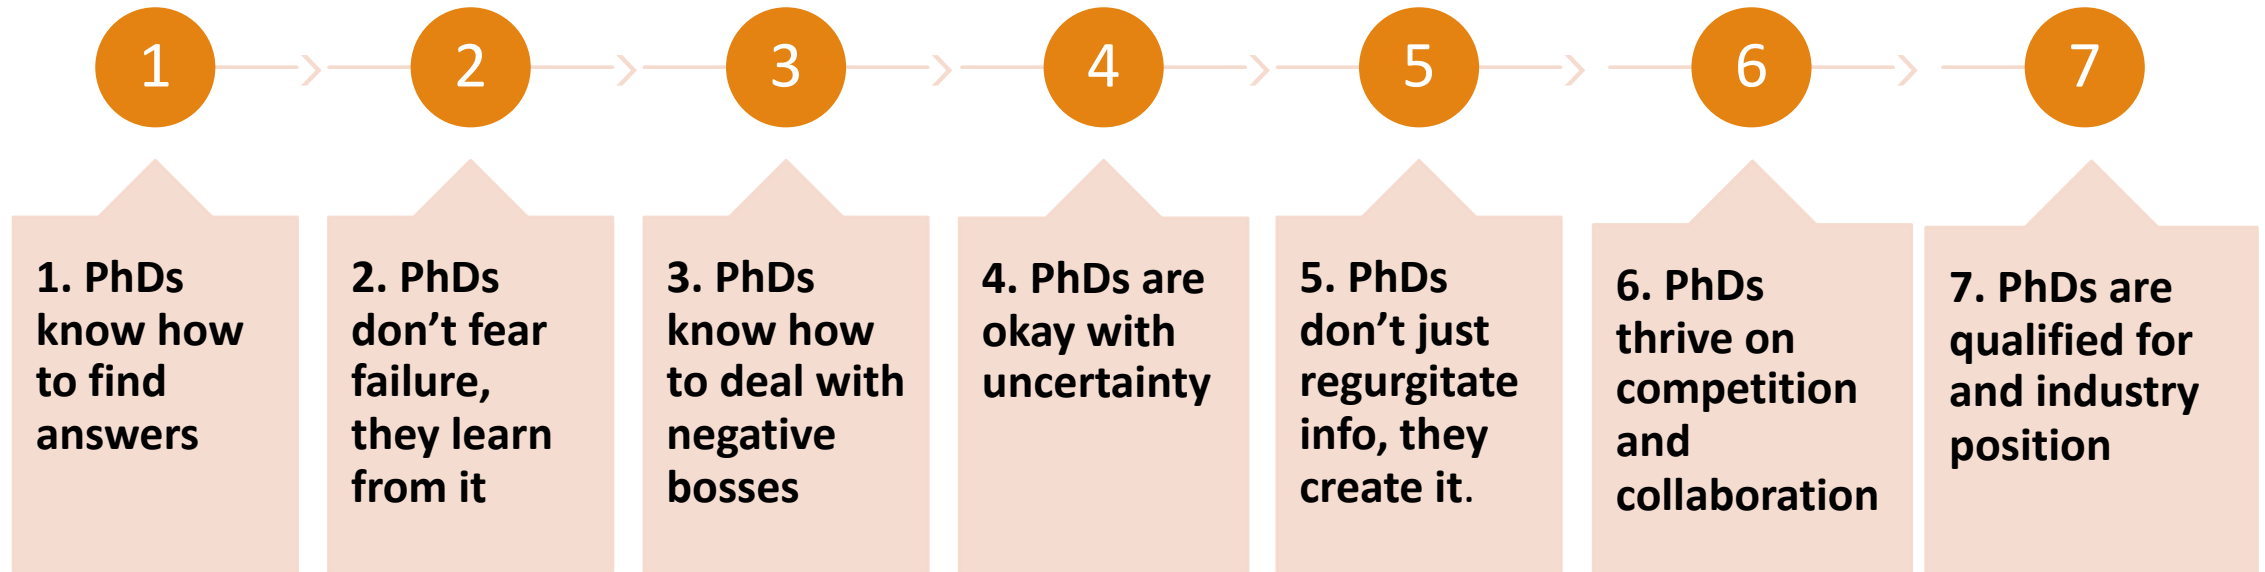 1
2
3
4
5
6
7
1. PhDs
know how
to find
answers
2. PhDs
don’t fear
failure,
they learn
from it
3. PhDs
know how
to deal with
negative
bosses
4. PhDs are
okay with
uncertainty
5. PhDs
don’t just
regurgitate
info, they
create it.
6. PhDs
thrive on
competition
and
collaboration
7. PhDs are
qualified for
and industry
position